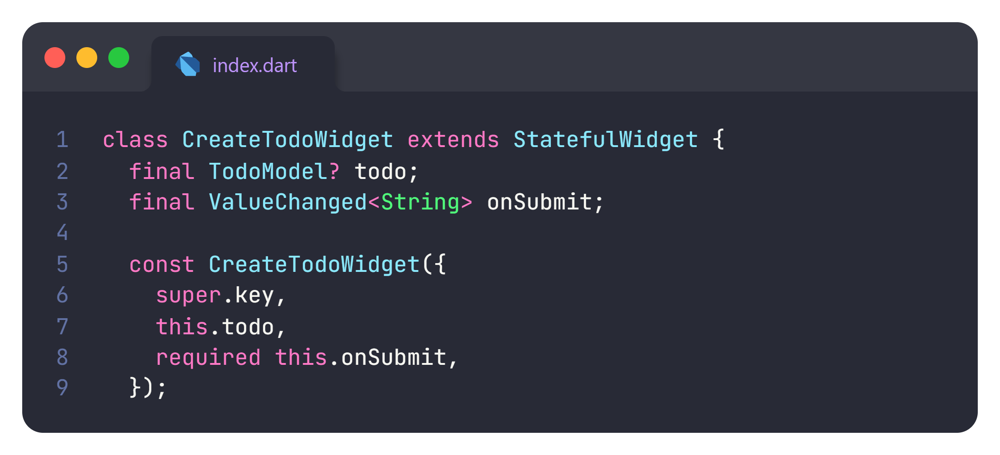 index.dart
1 class CreateTodoWidget extends StatefulWidget {
2   final TodoModel? todo;
3   final ValueChanged<String> onSubmit;
4
5   const CreateTodoWidget({
6     super.key,
7     this.todo,
8     required this.onSubmit,
9   });